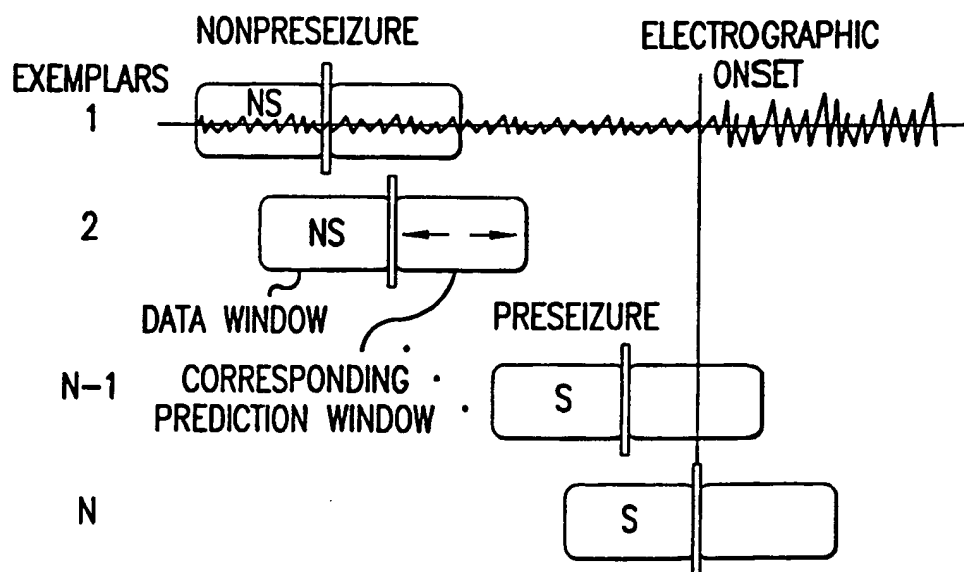 NONPRESEIZURE
ELECTROGRAPHIC
ONSET
EXEMPLARS
1
NS
2
NS
DATA WINDOW
PRESEIZURE
CORRESPONDING
PREDICTION WINDOW
N-1
S
N
S